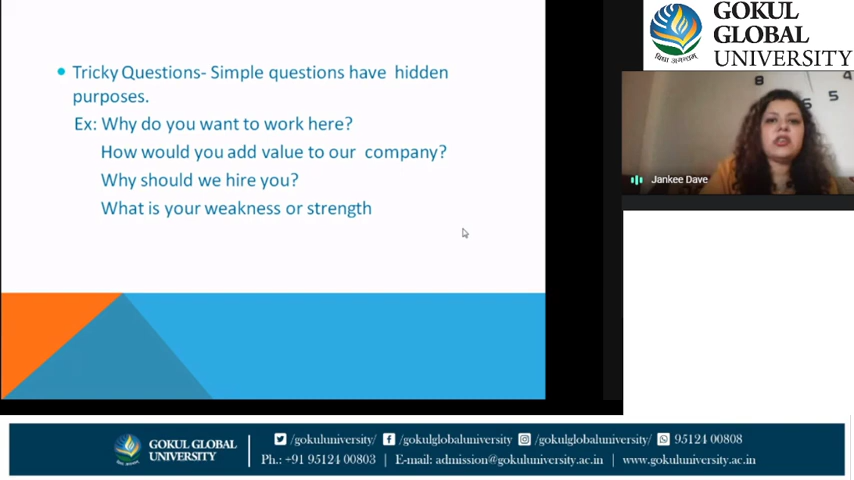 • Tricky Questions- Simple questions have hidden
purposes.
Ex: Why do you want to work here?
How would you add value to our company?
Why should we hire you?
What is your weakness or strength
GOKUL
GLOBAL
UNIVERSITY
8
4
5
Jankee Dave
GOKUL GLOBAL
UNIVERSITY
/gokuluniversity/ /gokulglobaluniversity /gokulglobaluniversity/ 95124 00808
Ph.: +91 95124 00803 | E-mail: admission@gokuluniversity.ac.in | www.gokuluniversity.ac.in